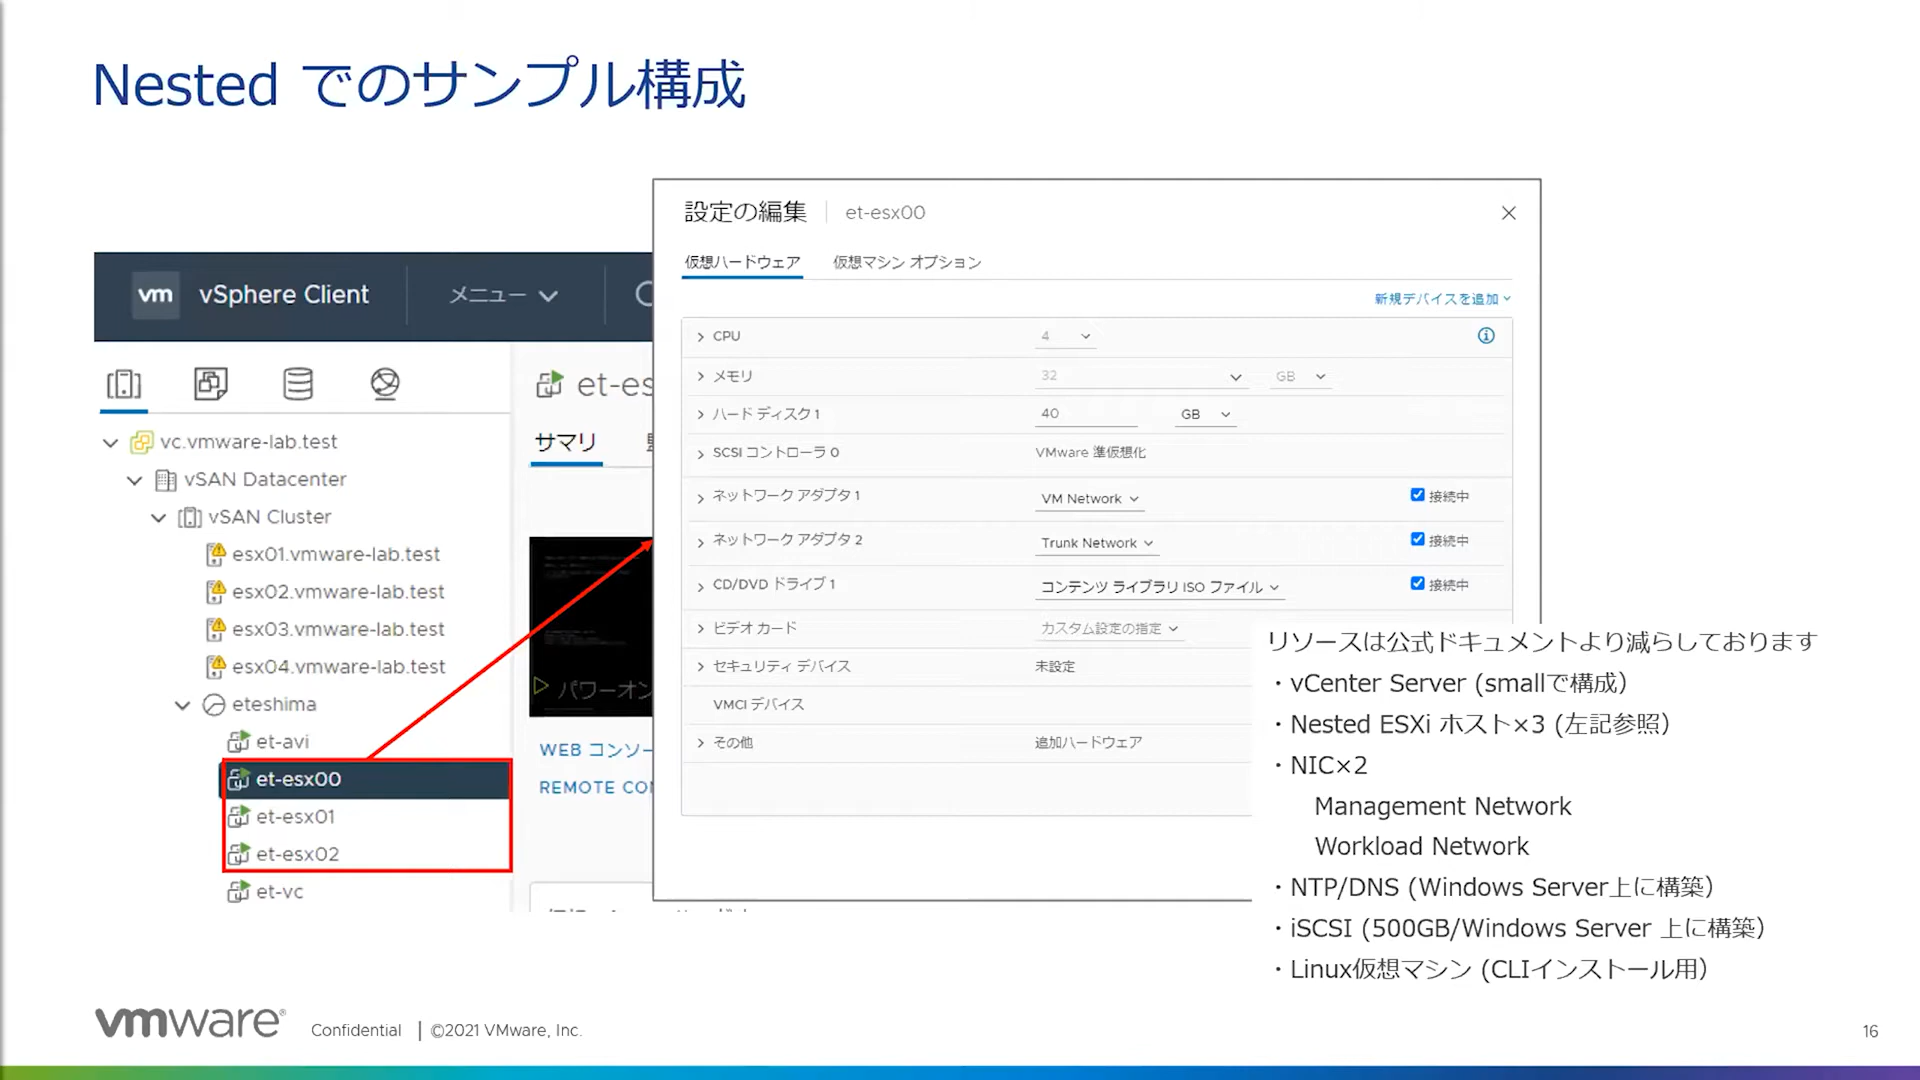 Nested でのサンプル構成
vm vSphere Client メニュー
vc.vmware-lab.test
vSAN Datacenter
vSAN Cluster
esx01.vmware-lab.test
esx02.vmware-lab.test
esx03.vmware-lab.test
esx04.vmware-lab.test
eteshima
et-avi
et-esx00
et-esx01
et-esx02
et-vc
et-es
サマリ
パワーオン
WEB コンソー
REMOTE CO
設定の編集 et-esx00
仮想ハードウェア 仮想マシン オプション
新規デバイスを追加
CPU 4
メモリ 32 GB
ハード ディスク 1 40 GB
SCSI コントローラ 0 VMware 準仮想化
ネットワーク アダプタ 1 VM Network 接続中
ネットワーク アダプタ 2 Trunk Network 接続中
CD/DVD ドライブ 1 コンテンツ ライブラリ ISO ファイル 接続中
ビデオ カード カスタム設定の指定
セキュリティ デバイス 未設定
VMCI デバイス
その他 追加ハードウェア
リソースは公式ドキュメントより減らしております
・vCenter Server (smallで構成)
・Nested ESXi ホスト×3 (左記参照)
・NIC×2
Management Network
Workload Network
・NTP/DNS (Windows Server上に構築)
・iSCSI (500GB/Windows Server 上に構築)
・Linux仮想マシン (CLIインストール用)
vmware® Confidential | ©2021 VMware, Inc.
16